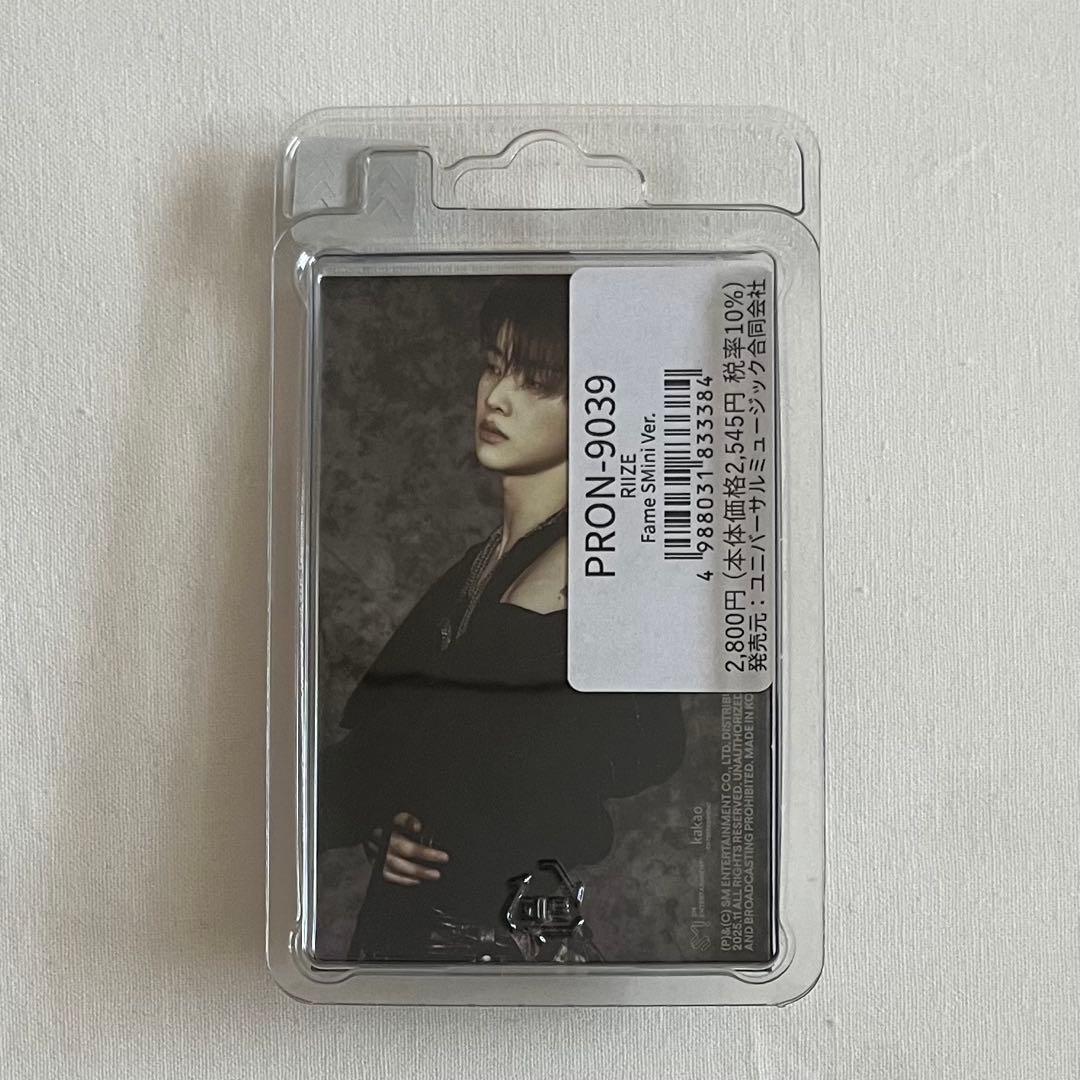 PRON-9039
RIIZE
Fame SMini Ver.
4 988031 833384
2,800円 (本体価格2,545円 税率10%)
発売元：ユニバーサルミュージック合同会社
SM
kakao
(P)&(C) SM ENTERTAINMENT CO., LTD. DISTRIBU
2025.11 ALL RIGHTS RESERVED. UNAUTHORIZED
AND BROADCASTING PROHIBITED. MADE IN KO